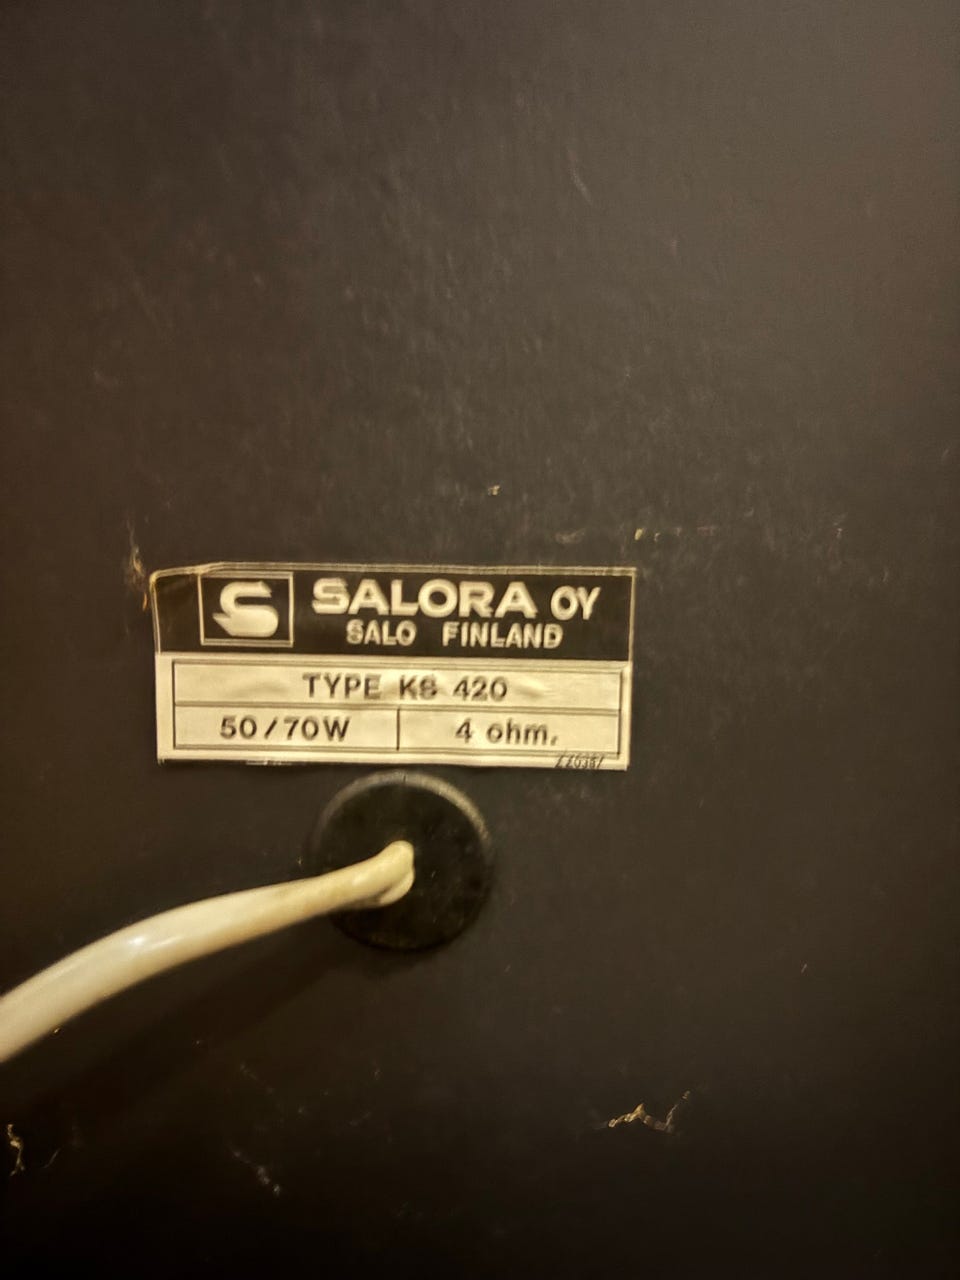 S SALORA OY
SALO FINLAND
TYPE KS 420
50/70W 4 ohm.